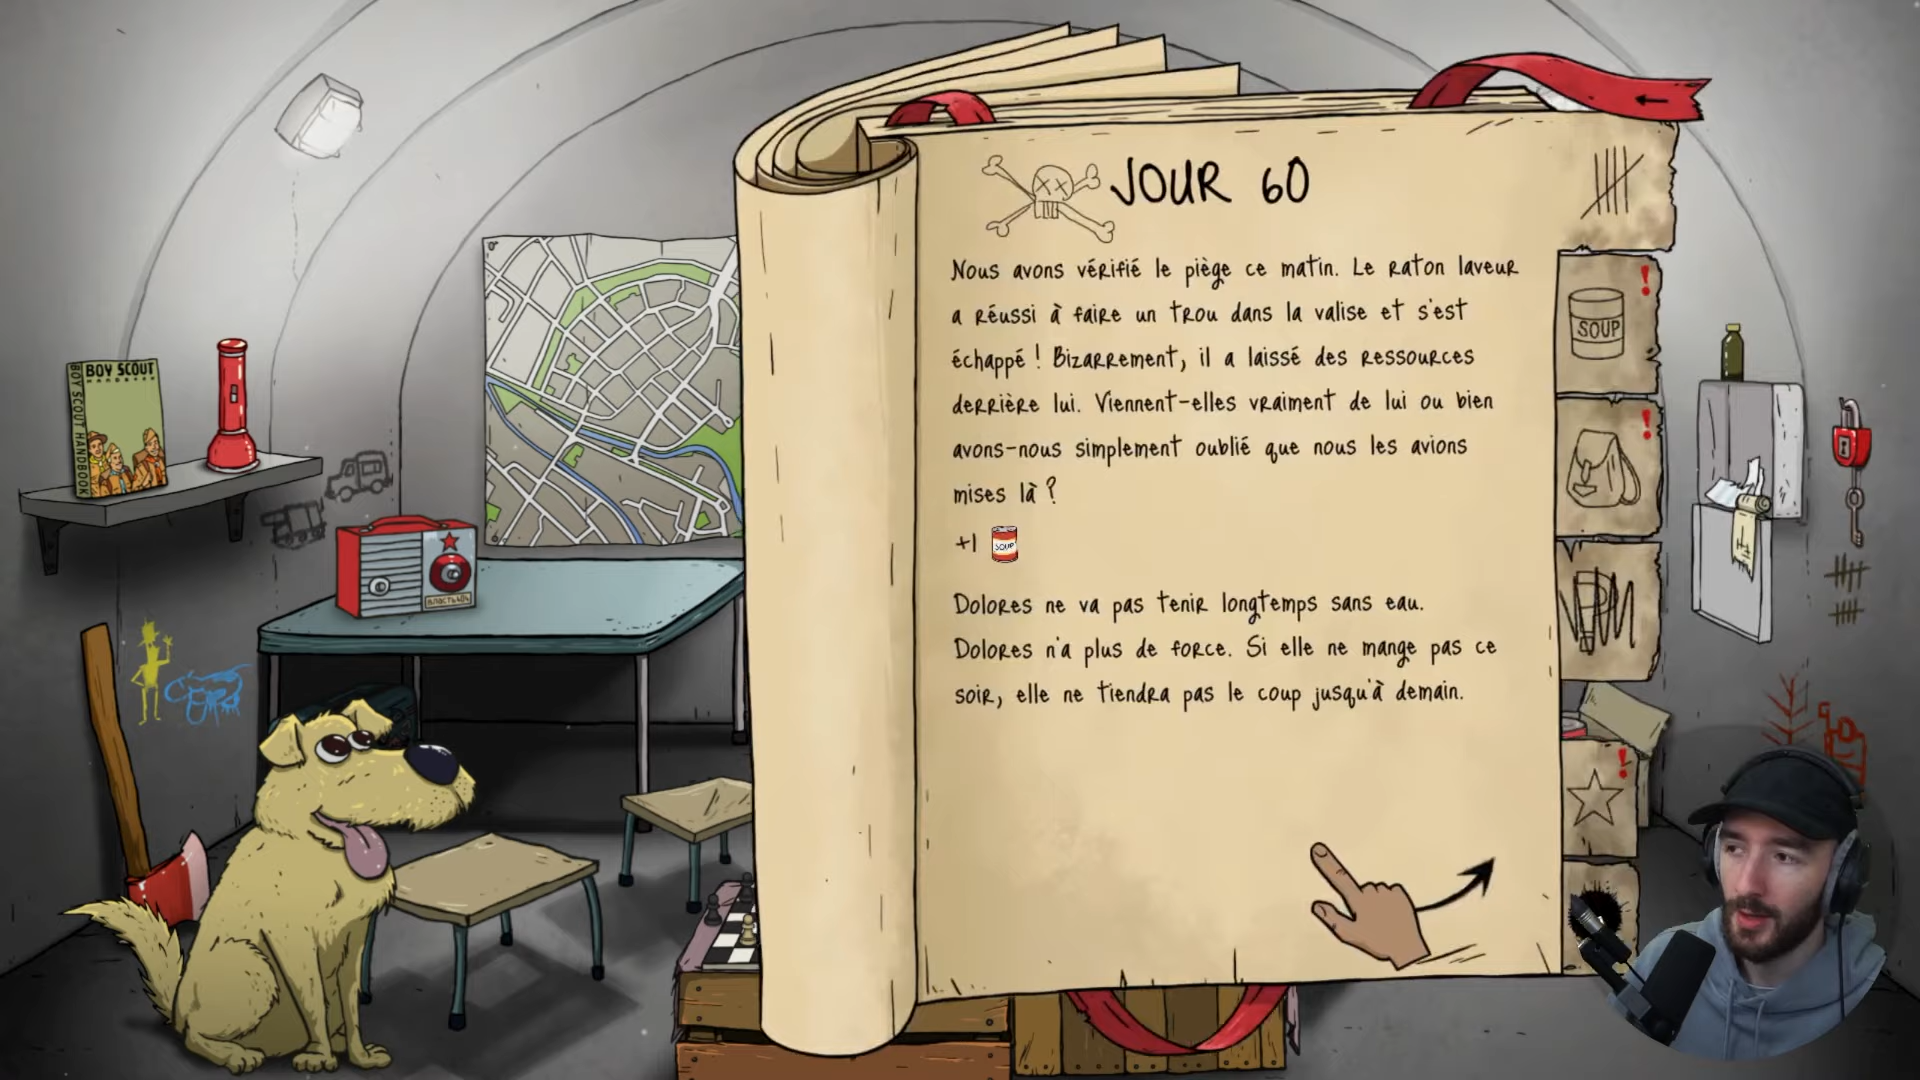 JOUR 60
Nous avons vérifié le piège ce matin. Le raton laveur
a réussi à faire un trou dans la valise et s'est
échappé ! Bizarrement, il a laissé des ressources
derrière lui. Viennent-elles vraiment de lui ou bien
avons-nous simplement oublié que nous les avions
mises là ?
+1 SOUP
Dolores ne va pas tenir longtemps sans eau.
Dolores n'a plus de force. Si elle ne mange pas ce
soir, elle ne tiendra pas le coup jusqu'à demain.
BOY SCOUT
HANDBOOK
BOY SCOUT HANDBOOK
!
SOUP
!
!